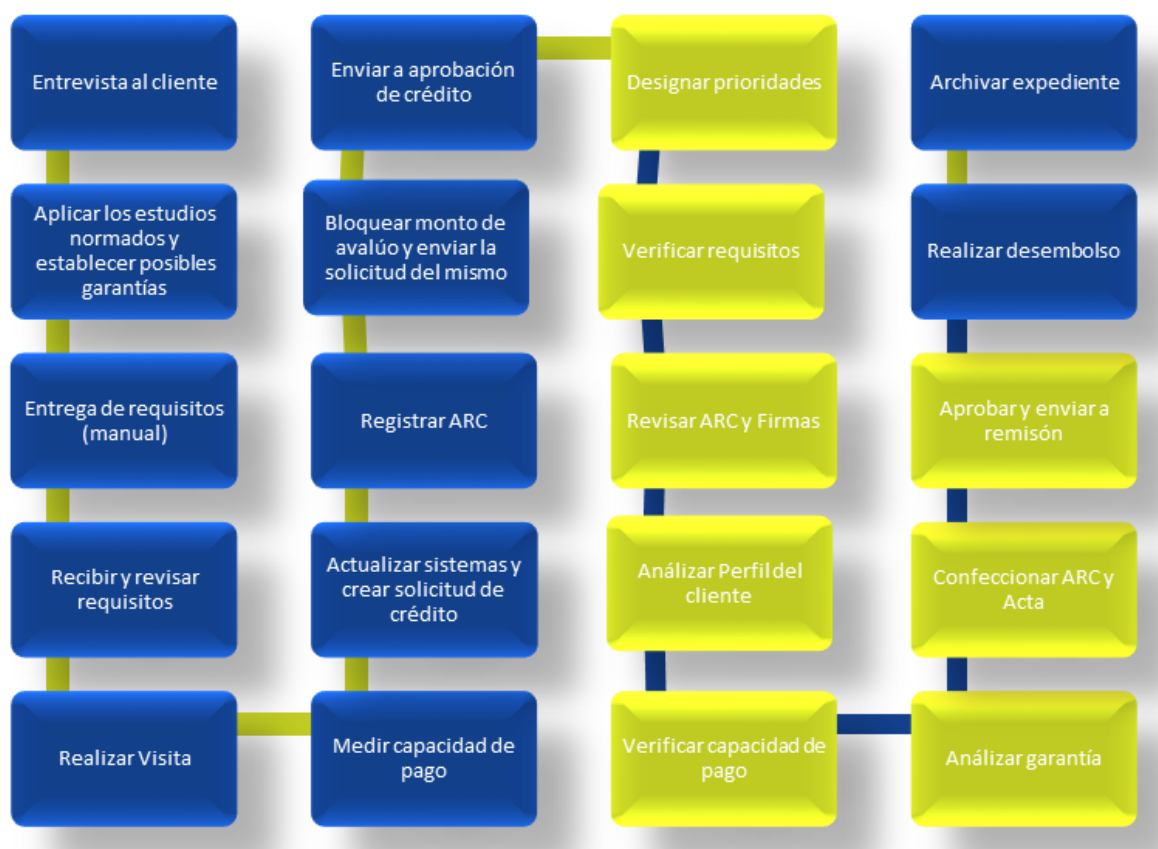 Entrevista al cliente
Aplicar los estudios
normados y
establecer posibles
garantías
Entrega de requisitos
(manual)
Recibir y revisar
requisitos
Realizar Visita
Medir capacidad de
pago
Actualizar sistemas y
crear solicitud de
crédito
Registrar ARC
Bloquear monto de
avalúo y enviar la
solicitud del mismo
Enviar a aprobación
de crédito
Designar prioridades
Verificar requisitos
Revisar ARC y Firmas
Análizar Perfil del
cliente
Verificar capacidad de
pago
Análizar garantía
Confeccionar ARC y
Acta
Aprobar y enviar a
remisón
Realizar desembolso
Archivar expediente